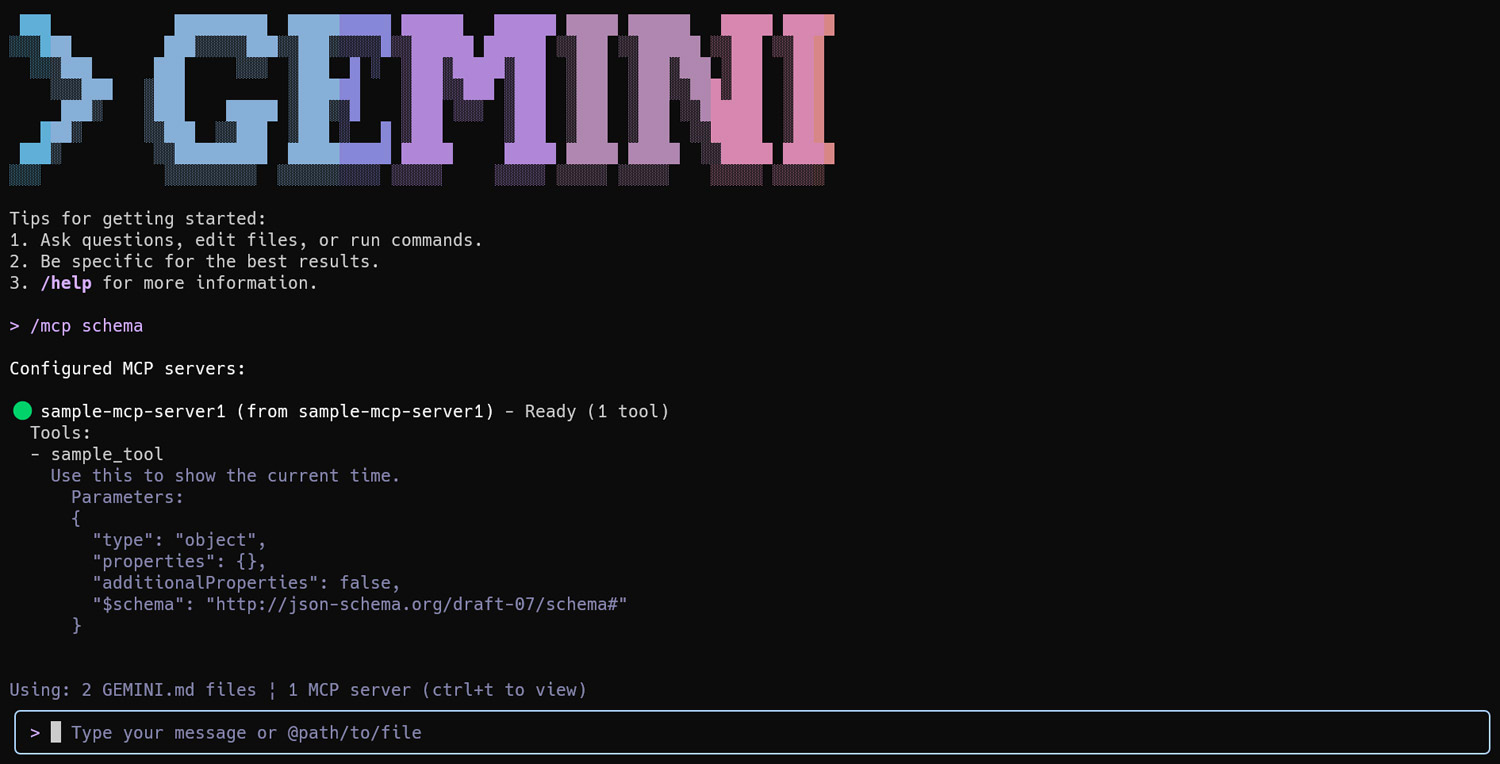 > GEMINI
Tips for getting started:
1. Ask questions, edit files, or run commands.
2. Be specific for the best results.
3. /help for more information.
> /mcp schema
Configured MCP servers:
sample-mcp-server1 (from sample-mcp-server1) - Ready (1 tool)
Tools:
- sample_tool
Use this to show the current time.
Parameters:
{
"type": "object",
"properties": {},
"additionalProperties": false,
"$schema": "http://json-schema.org/draft-07/schema#"
}
Using: 2 GEMINI.md files ¦ 1 MCP server (ctrl+t to view)
> Type your message or @path/to/file